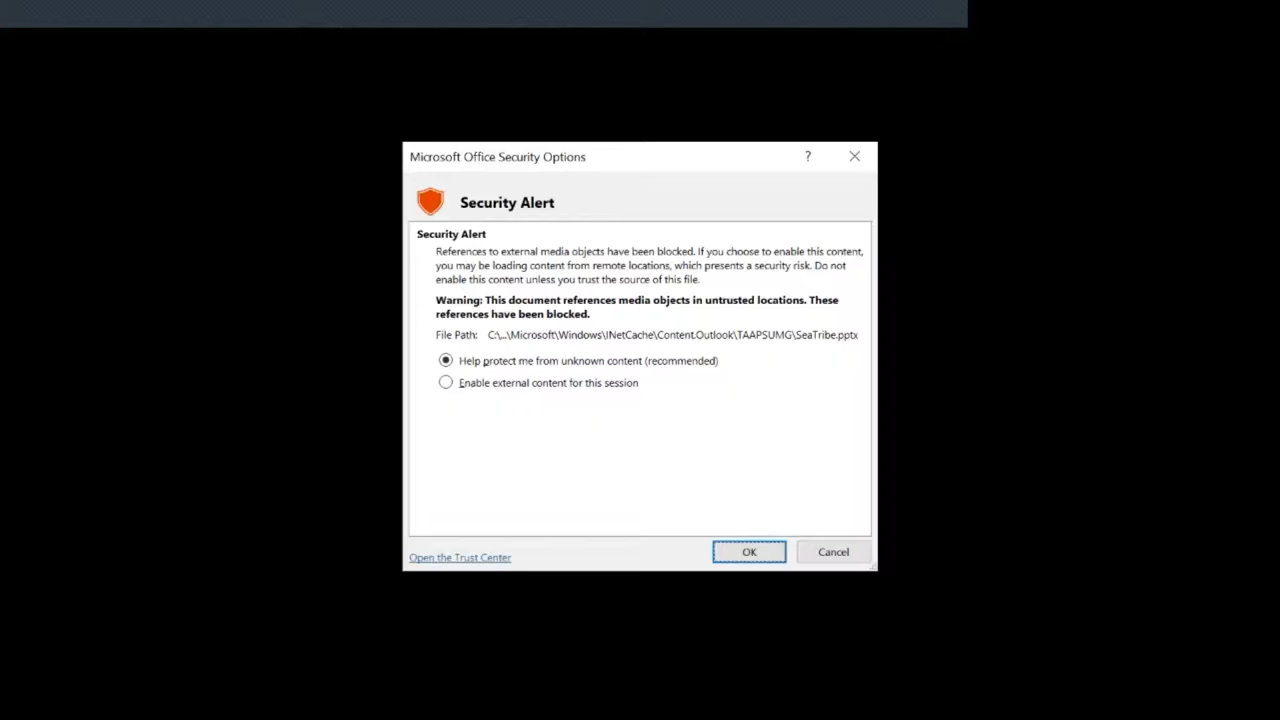 Microsoft Office Security Options
?
Security Alert
Security Alert
References to external media objects have been blocked. If you choose to enable this content,
you may be loading content from remote locations, which presents a security risk. Do not
enable this content unless you trust the source of this file.
Warning: This document references media objects in untrusted locations. These
references have been blocked.
File Path: C:\...\Microsoft\Windows\INetCache\Content.Outlook\TAAPSUMG\SeaTribe.pptx
Help protect me from unknown content (recommended)
Enable external content for this session
Open the Trust Center
OK
Cancel